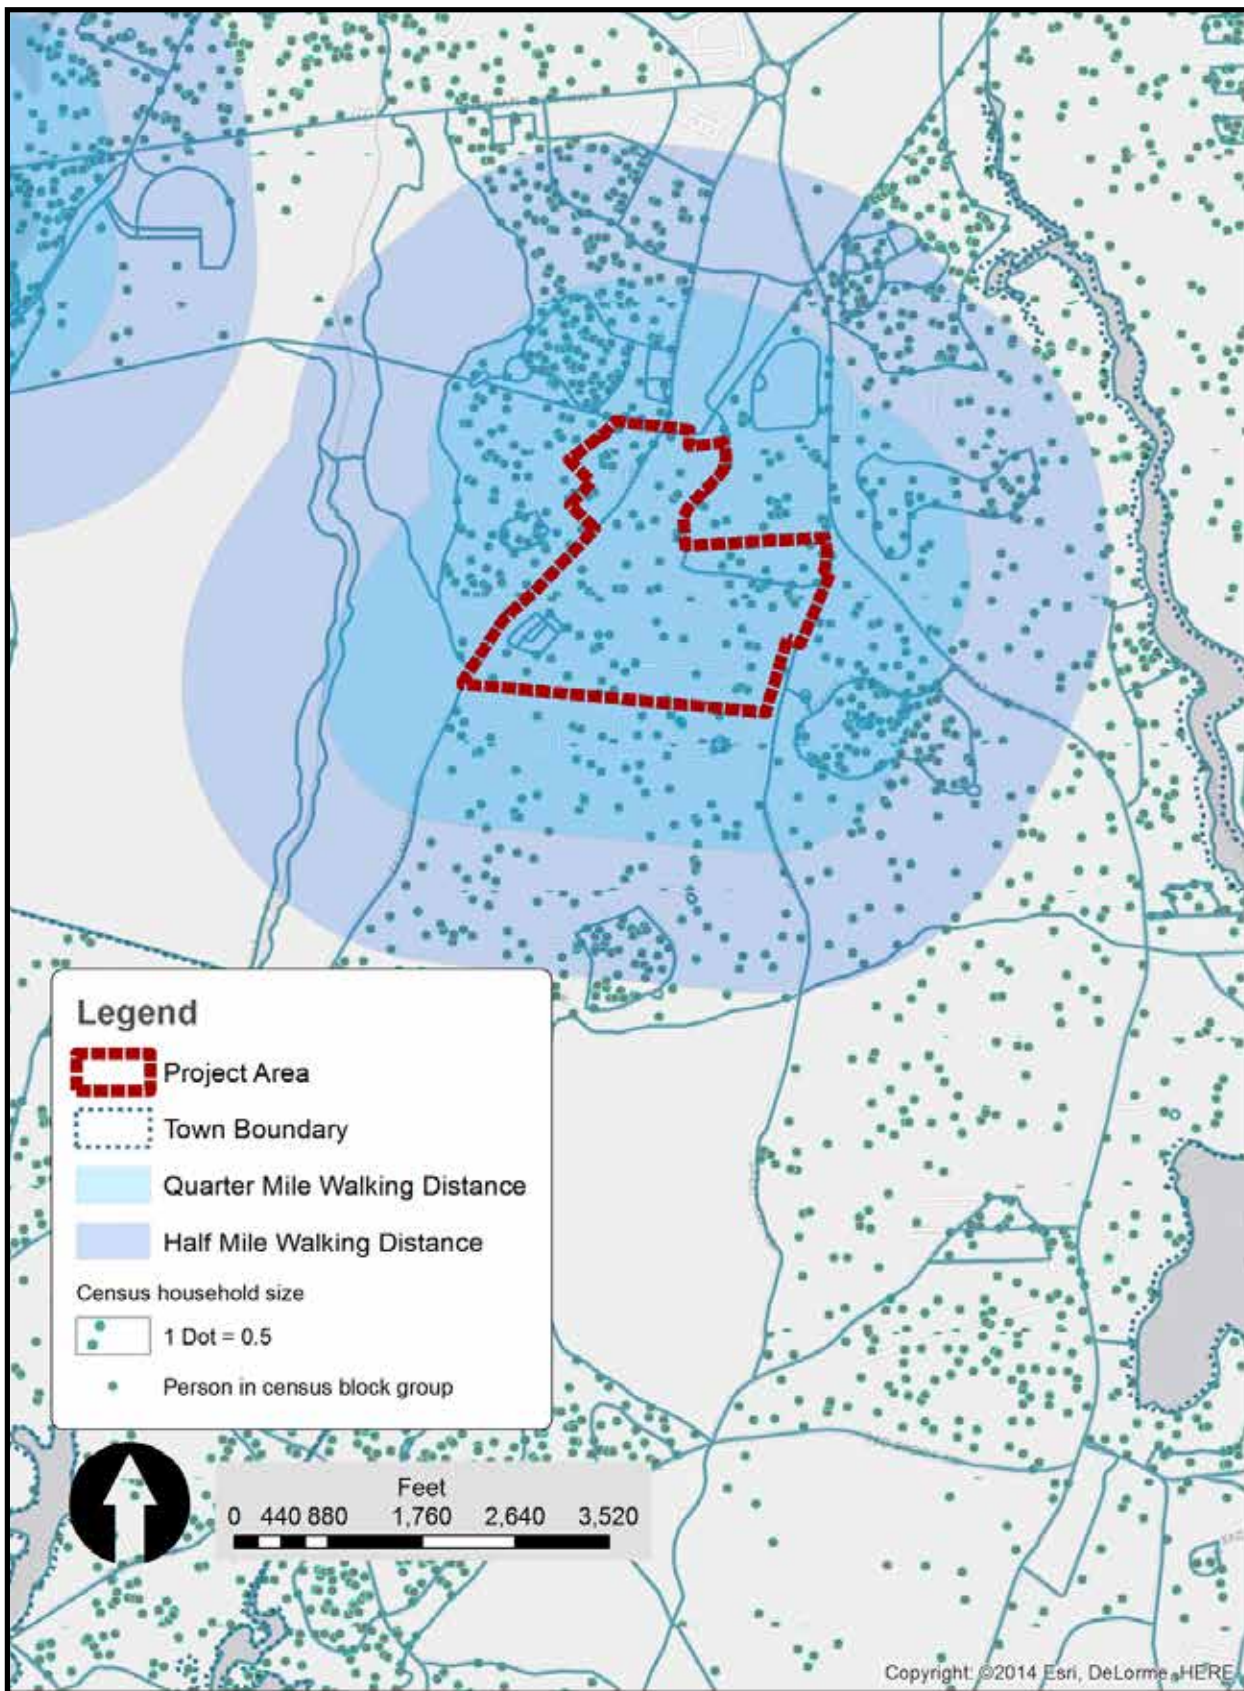 Legend
Project Area
Town Boundary
Quarter Mile Walking Distance
Half Mile Walking Distance
Census household size
1 Dot = 0.5
Person in census block group
Feet
0 440 880 1,760 2,640 3,520
Copyright: ©2014 Esri, DeLorme, HERE